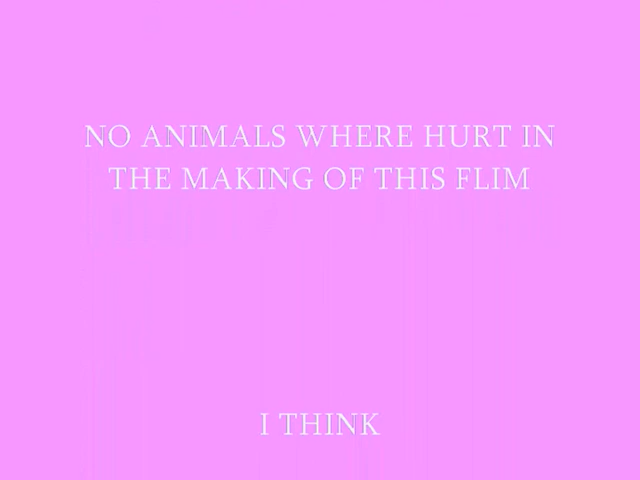 NO ANIMALS WHERE HURT IN
THE MAKING OF THIS FLIM
I THINK